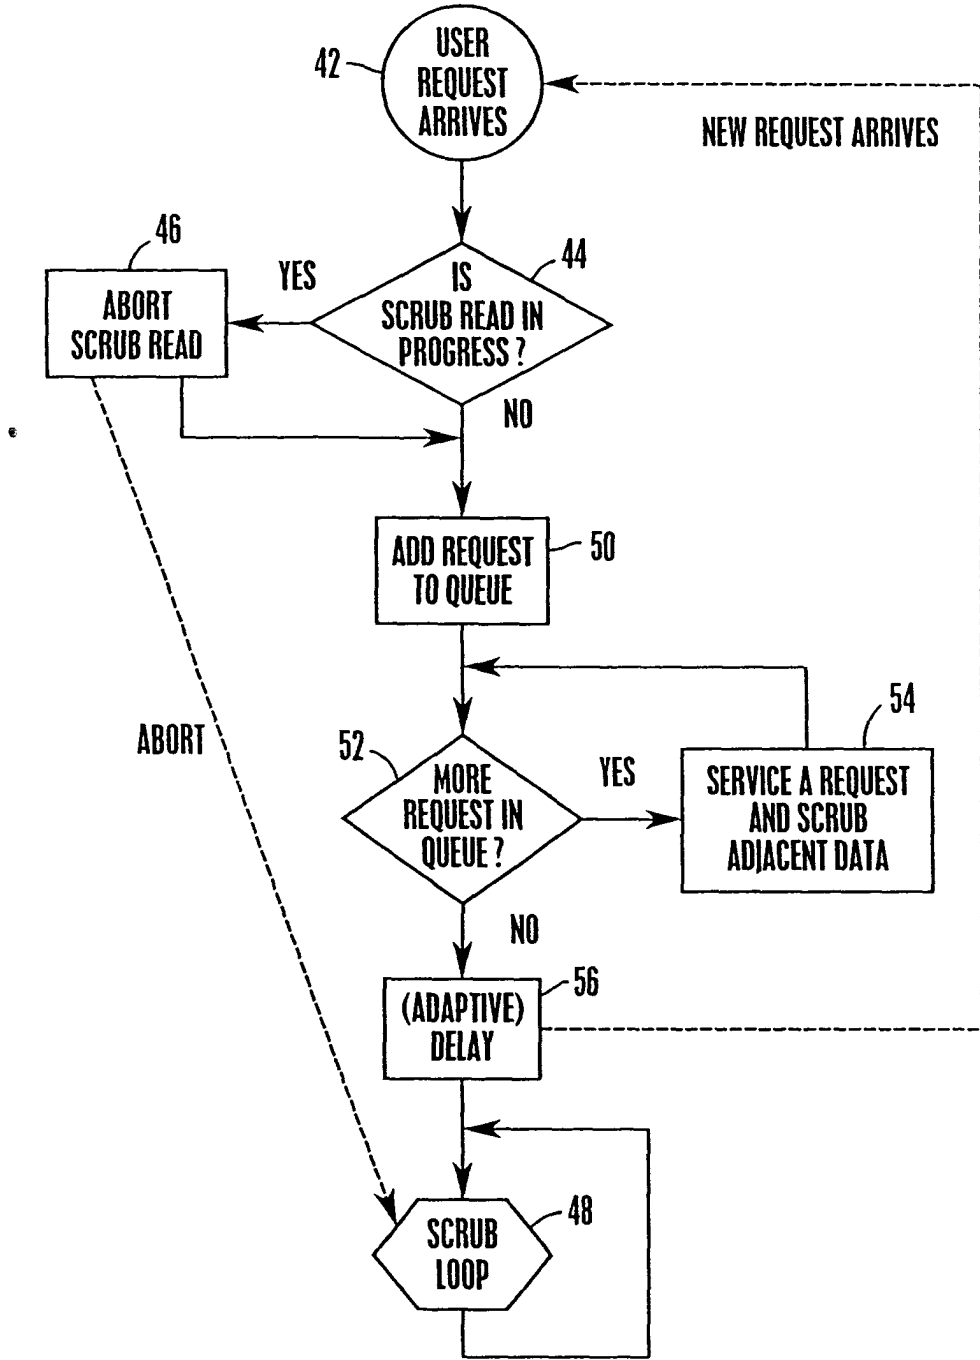 42
USER
REQUEST
ARRIVES
NEW REQUEST ARRIVES
46
ABORT
SCRUB READ
YES
44
IS
SCRUB READ IN
PROGRESS ?
NO
50
ADD REQUEST
TO QUEUE
ABORT
52
MORE
REQUEST IN
QUEUE ?
YES
54
SERVICE A REQUEST
AND SCRUB
ADJACENT DATA
NO
56
(ADAPTIVE)
DELAY
48
SCRUB
LOOP